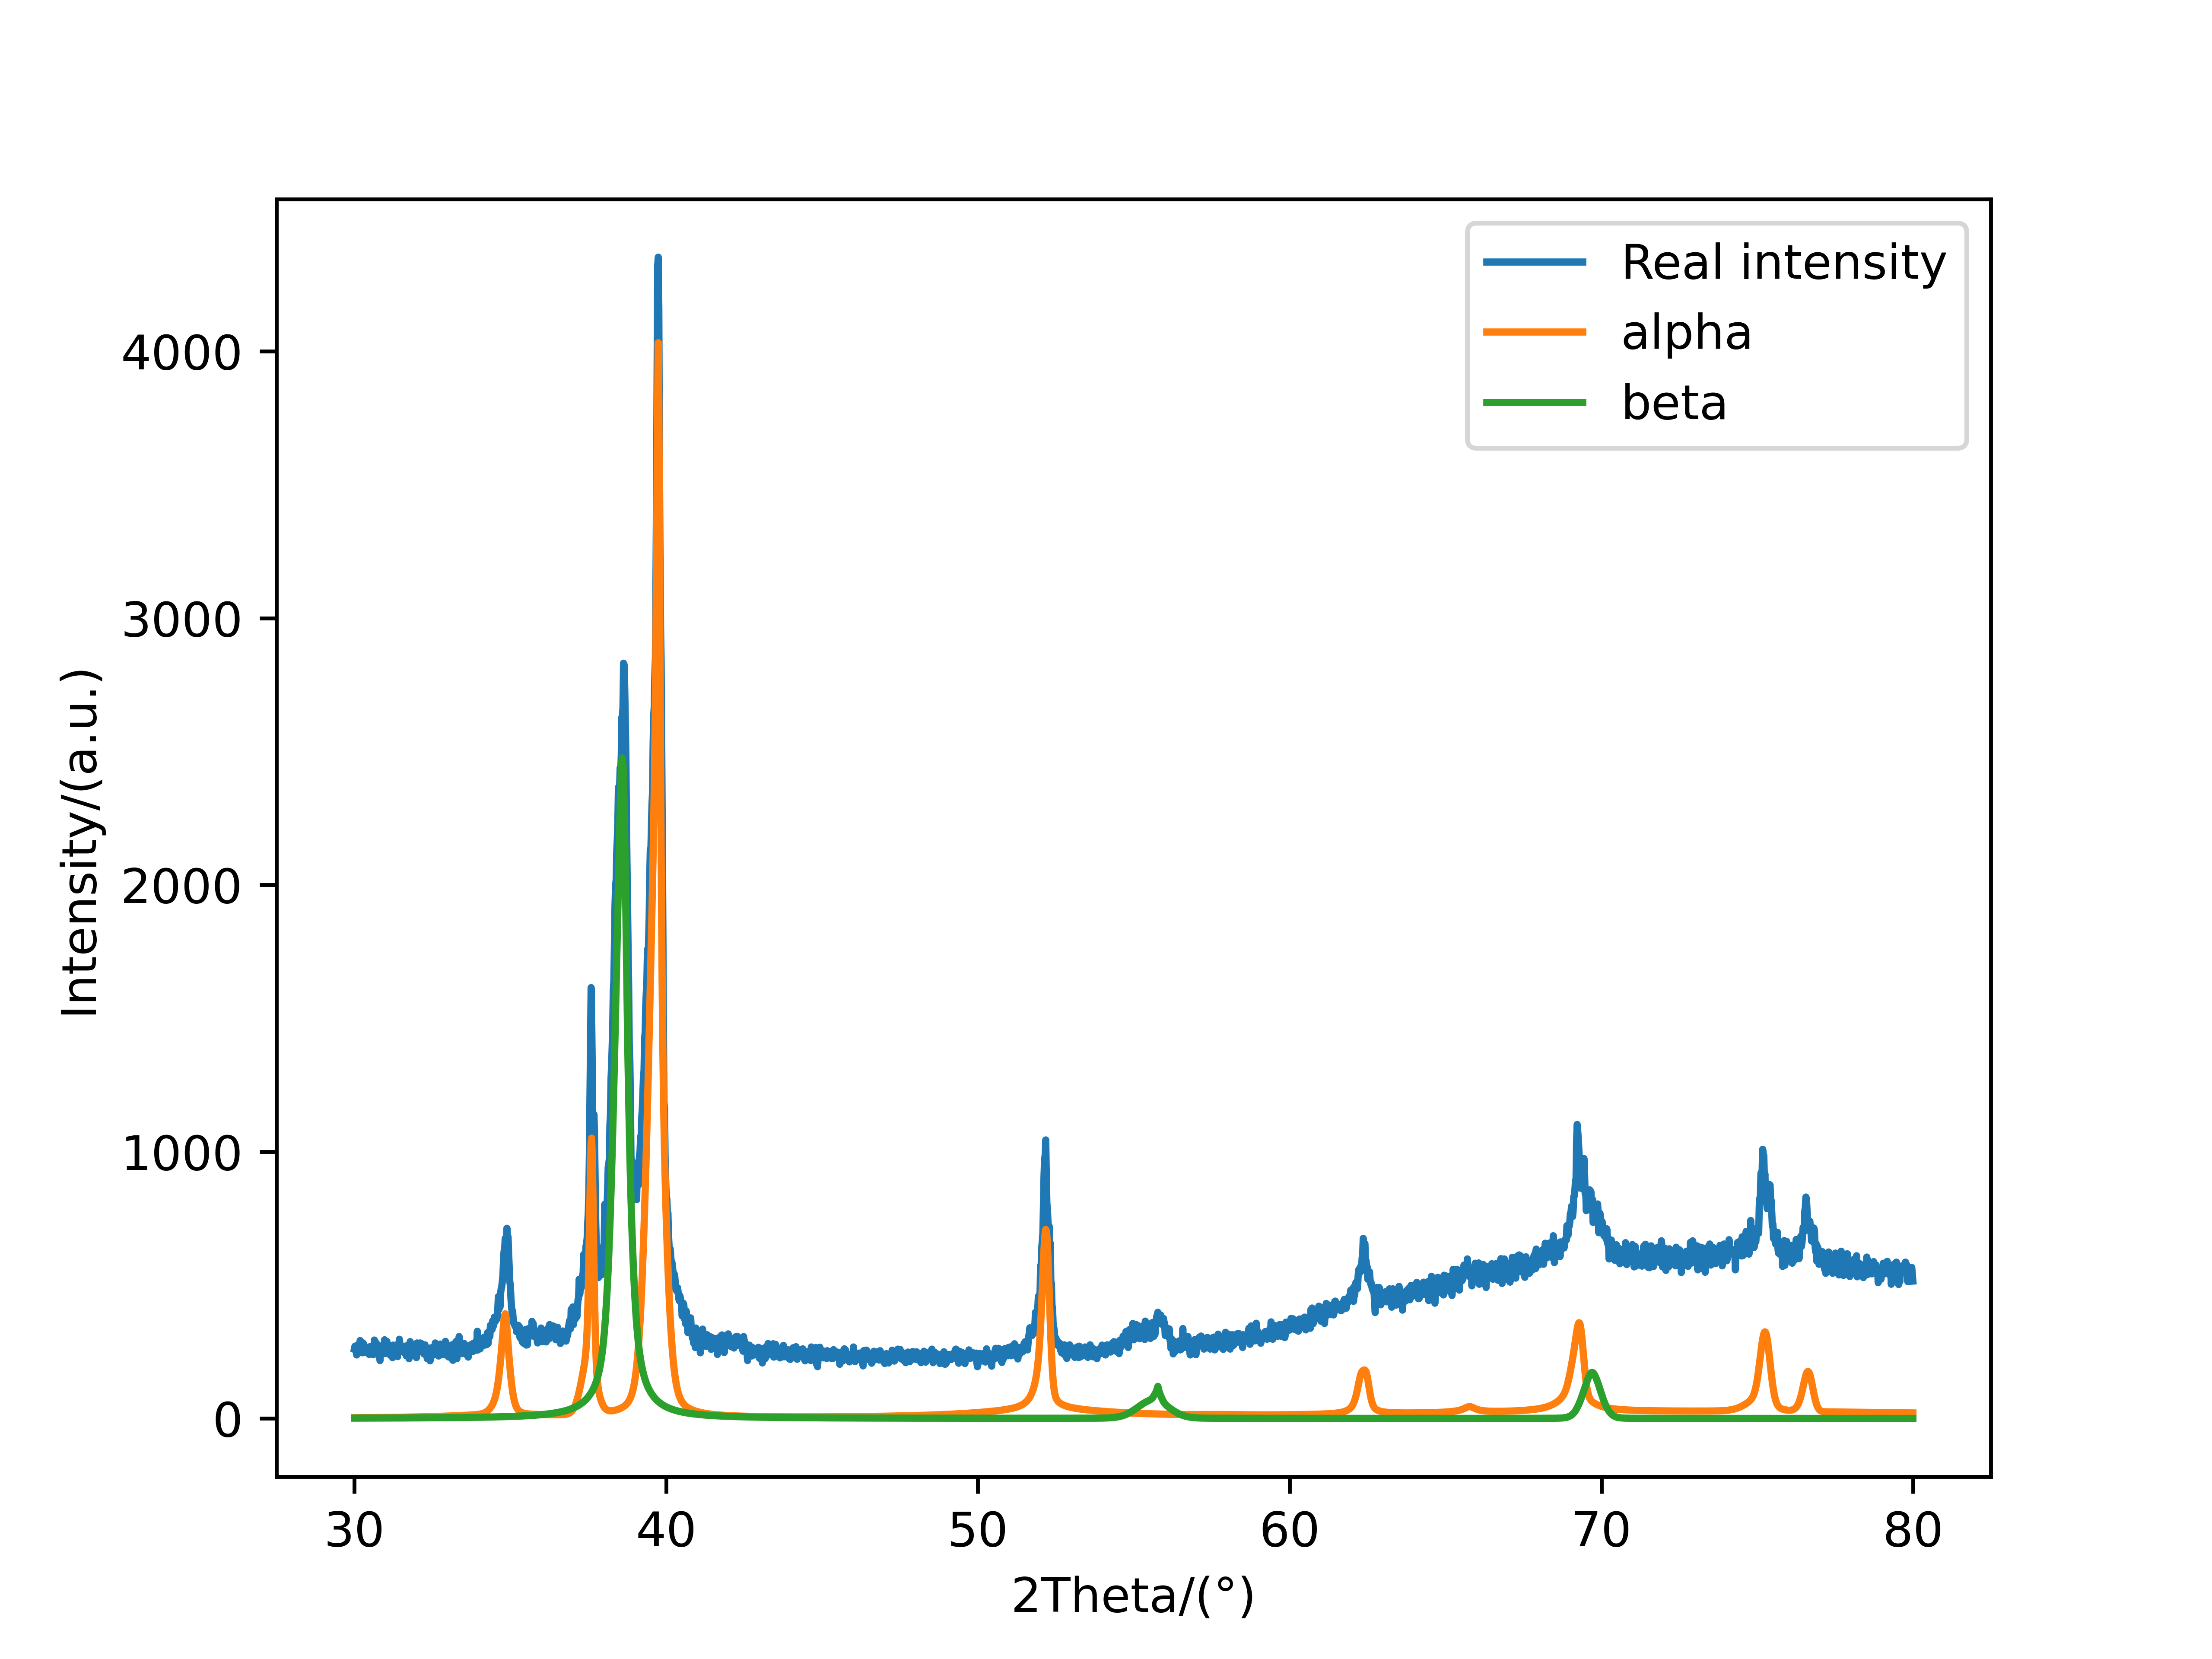 Real intensity
alpha
beta
4000
3000
2000
1000
0
Intensity/(a.u.)
30 40 50 60 70 80
2Theta/(°)